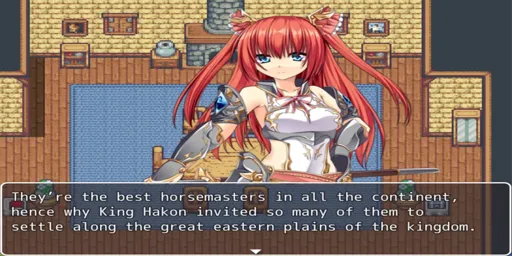 They're the best horsemasters in all the continent,
hence why King Hakon invited so many of them to
settle along the great eastern plains of the kingdom.